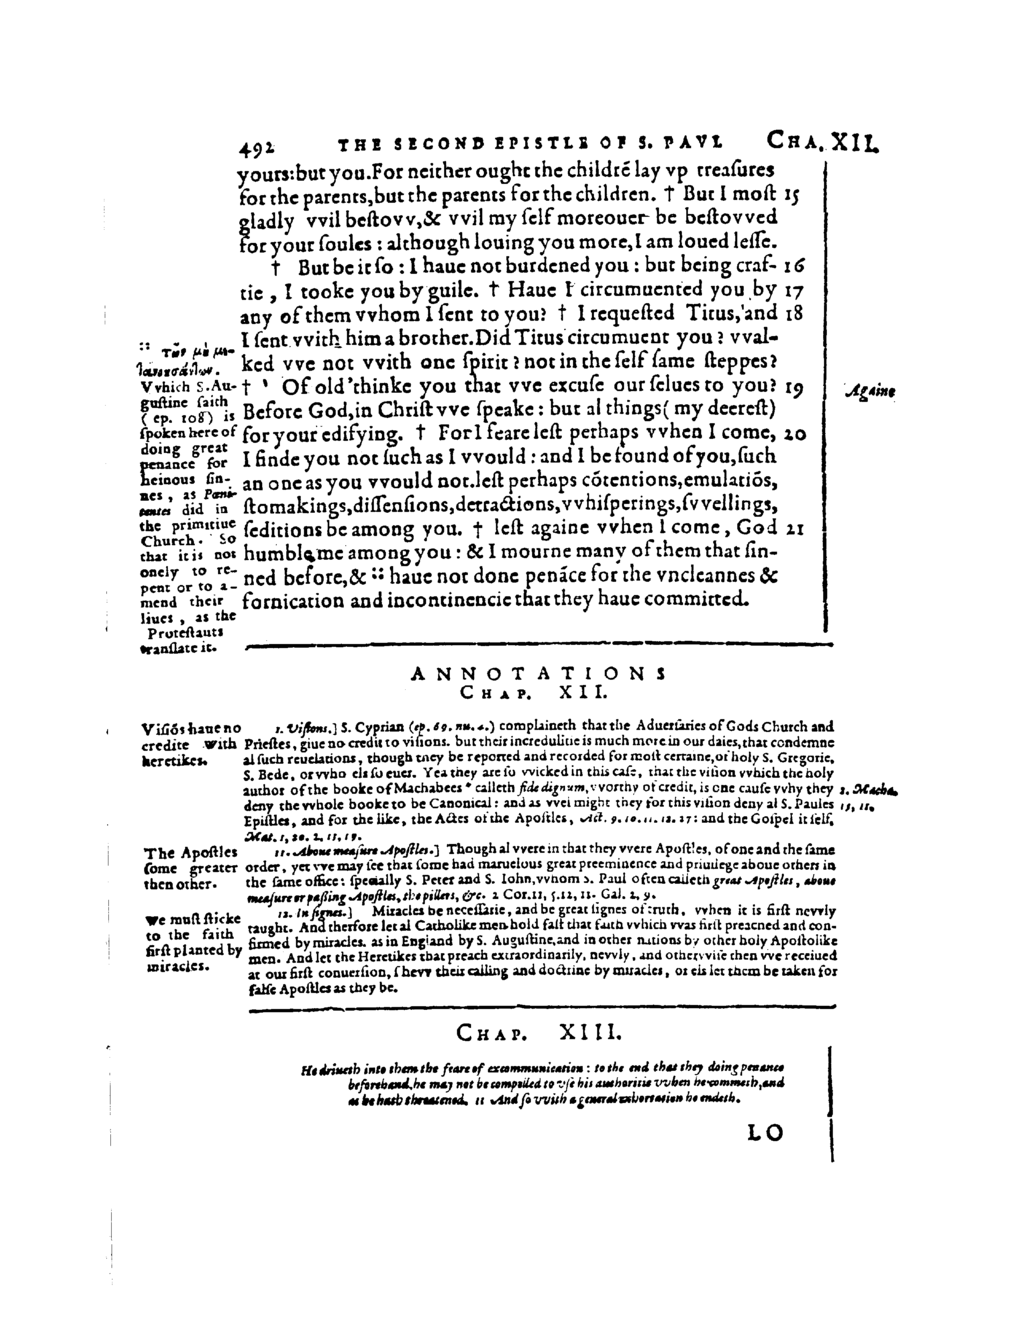 492 THE SECOND EPISTLE OF S. PAVL CHA. XII.
yours: but you. For neither ought the childrē lay vp treaſures
for the parents, but the parents for the children. † But I moſt 15
gladly vvil beſtovv, & vvil my ſelf moreouer be beſtovved
for your ſoules : although louing you more, I am loued leſſe.
† But be it ſo : I haue not burdened you : but being craf- 16
tie , I tooke you by guile. † Haue I circumuented you by 17
any of them vvhom I ſent to you? † I requeſted Titus, and 18
I ſent vvith him a brother. Did Titus circumuent you ? vval-
ked vve not vvith one ſpirit ? not in the ſelf ſame ſteppes?
† ' Of old' thinke you that vve excuſe our ſelues to you? 19
Before God, in Chriſt vve ſpeake : but al things ( my deereſt)
for your edifying. † For I feare leſt perhaps vvhen I come, 20
I finde you not ſuch as I vvould : and I be found of you, ſuch
an one as you vvould not. leſt perhaps cōtentions, emulatiōs,
ſtomakings, diſſenſions, detractions, vvhiſperings, ſvvellings,
ſeditions be among you. † leſt againe vvhen I come , God 21
humble me among you : & I mourne many of them that ſin-
ned before, & :: haue not done penāce for the vncleannes &
fornication and incontinencie that they haue committed.
:: τῶν μὴ με-
Vvhich S. Au-
guſtine ſaith
( ep. 108) is
ſpoken here of
doing great
penance for
heinous ſin-
nes , as Pœni-
tentes did in
the primitiue
Church. So
that it is not
onely to re-
pent or to a-
mend their
liues , as the
Proteſtants
tranſlate it.
Againe
ANNOTATIONS
CHAP. XII.
Viſiōs haue no
credite with
heretikes.
1. Viſions.] S. Cyprian (ep. 69. nu. 4.) complaineth that the Aduerſaries of Gods Church and
Prieſtes, giue no credit to viſions. but their incredulitie is much more in our daies, that condemne
al ſuch reuelations, though they be reported and recorded for moſt certaine, of holy S. Gregorie,
S. Bede, or vvho els ſo euer. Yea they are ſo vvicked in this caſe, that the viſion vvhich the holy
author of the booke of Machabees * calleth fide dignum, vvorthy of credit, is one cauſe vvhy they
deny the vvhole booke to be Canonical : and as vvel might they for this viſion deny al S. Paules
Epiſtles, and for the like, the Actes of the Apoſtles, Act. 9. 10. 11. 12. 27: and the Goſpel it ſelf,
Mat. 1, 20. 2, 13, 19.
2. Macha.
15, 11.
The Apoſtles
ſome greater
then other.
11. Aboue meaſure Apoſtles.] Though al vvere in that they vvere Apoſtles, of one and the ſame
order, yet vve may ſee that ſome had maruelous great preeminence and priuilege aboue others in
the ſame office : ſpecially S. Peter and S. Iohn, vvhom S. Paul often calleth great Apoſtles, aboue
meaſure or paſſing Apoſtles, the pillers, &c. 2 Cor. 11, 5. 12, 11. Gal. 2, 9.
We muſt ſticke
to the faith
firſt planted by
miracles.
12. In ſignes.] Miracles be neceſſarie, and be great ſignes of truth, vvhen it is firſt nevvly
taught. And therfore let al Catholike men hold faſt that faith vvhich vvas firſt preached and con-
firmed by miracles. as in England by S. Auguſtine, and in other nations by other holy Apoſtolike
men. And let the Heretikes that preach extraordinarily, nevvly, and othervviſe then vve receiued
at our firſt conuerſion, ſhevv their calling and doctrine by miracles, or els let them be taken for
falſe Apoſtles as they be.
CHAP. XIII.
He driueth into them the feare of excommunication : to the end that they doing penance
beforehand, he may not be compelled to vſe his authoritie vvhen he commeth, and
as he hath threatened. 11 And ſo vvith a general exhortation he endeth.
LO